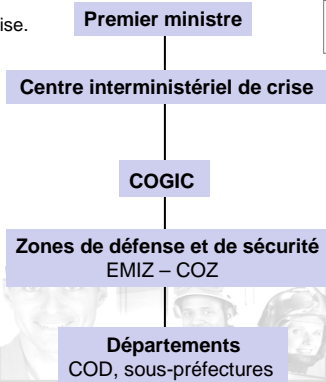 ise.
Premier ministre
Centre interministériel de crise
COGIC
Zones de défense et de sécurité
EMIZ – COZ
Départements
COD, sous-préfectures